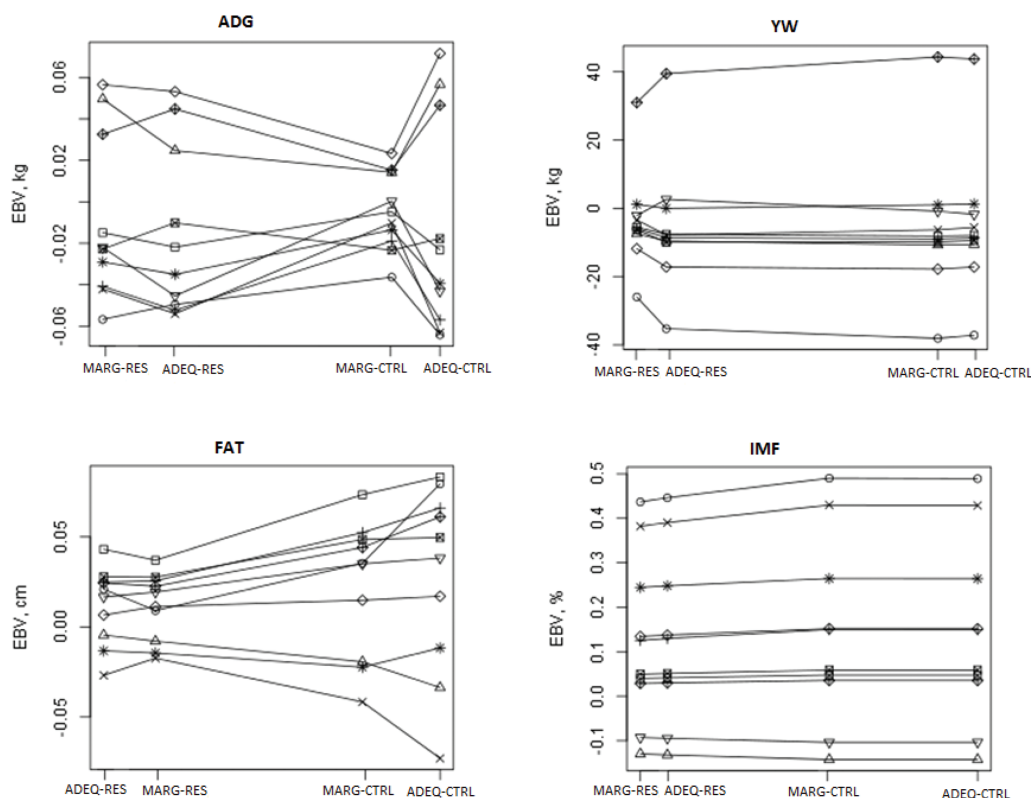 ADG
EBV, kg
0.06
0.02
-0.02
-0.06
MARG-RES ADEQ-RES MARG-CTRL ADEQ-CTRL
YW
EBV, kg
40
20
0
-20
-40
MARG-RES ADEQ-RES MARG-CTRL ADEQ-CTRL
FAT
EBV, cm
0.05
0.00
-0.05
ADEQ-RES MARG-RES MARG-CTRL ADEQ-CTRL
IMF
EBV, %
0.5
0.4
0.3
0.2
0.1
0.0
-0.1
MARG-RES ADEQ-RES MARG-CTRL ADEQ-CTRL